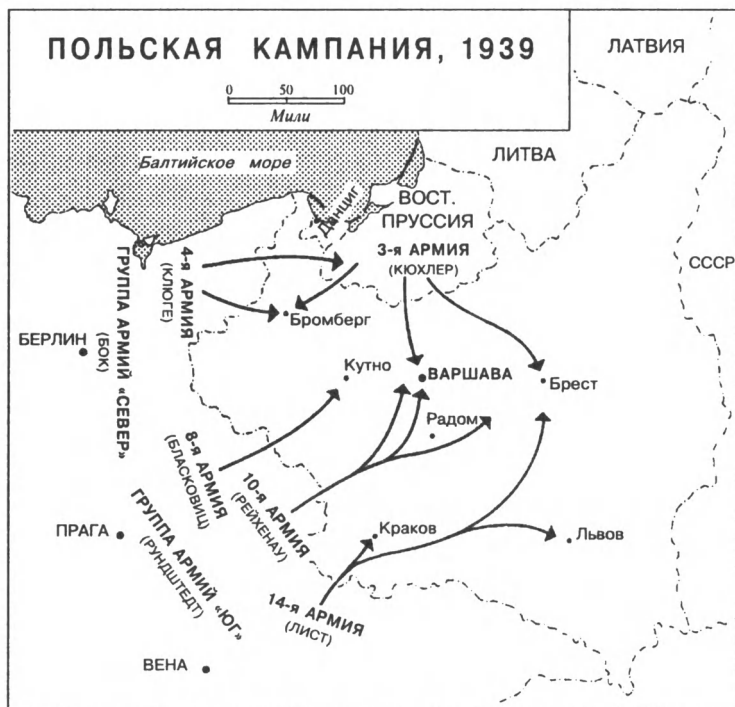 ПОЛЬСКАЯ КАМПАНИЯ, 1939
0 50 100
Мили
ЛАТВИЯ
Балтийское море
ЛИТВА
Данциг
ВОСТ.
ПРУССИЯ
3-я АРМИЯ
(КЮХЛЕР)
СССР
ГРУППА АРМИЙ «СЕВЕР»
(БОК)
4-я АРМИЯ
(КЛЮГЕ)
Бромберг
БЕРЛИН
Кутно
ВАРШАВА
Брест
Радом
8-я АРМИЯ
(БЛАСКОВИЦ)
10-я АРМИЯ
(РЕЙХЕНАУ)
ПРАГА
ГРУППА АРМИЙ «ЮГ»
(РУНДШТЕДТ)
Краков
Львов
14-я АРМИЯ
(ЛИСТ)
ВЕНА